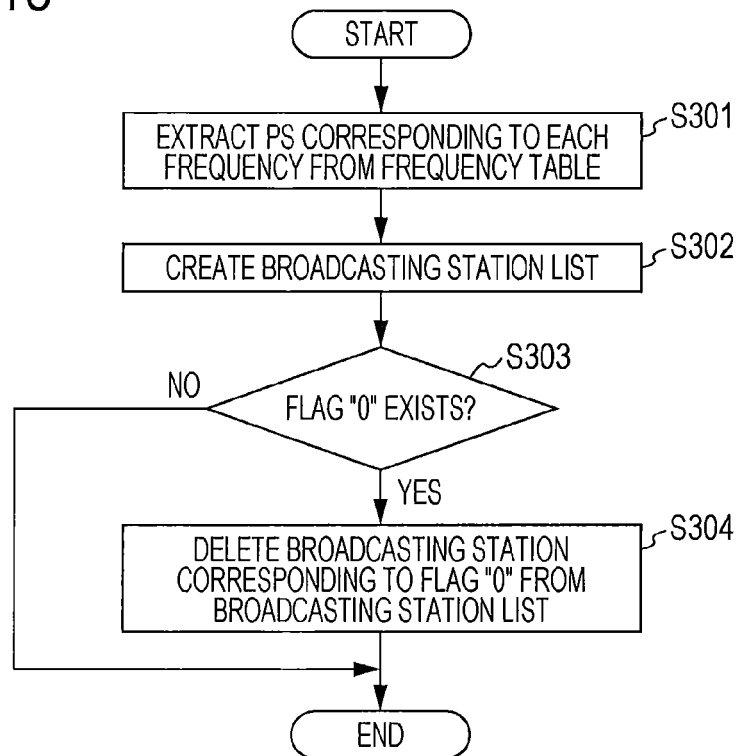 START
EXTRACT PS CORRESPONDING TO EACH
FREQUENCY FROM FREQUENCY TABLE
S301
CREATE BROADCASTING STATION LIST
S302
FLAG "0" EXISTS?
S303
NO
YES
DELETE BROADCASTING STATION
CORRESPONDING TO FLAG "0" FROM
BROADCASTING STATION LIST
S304
END